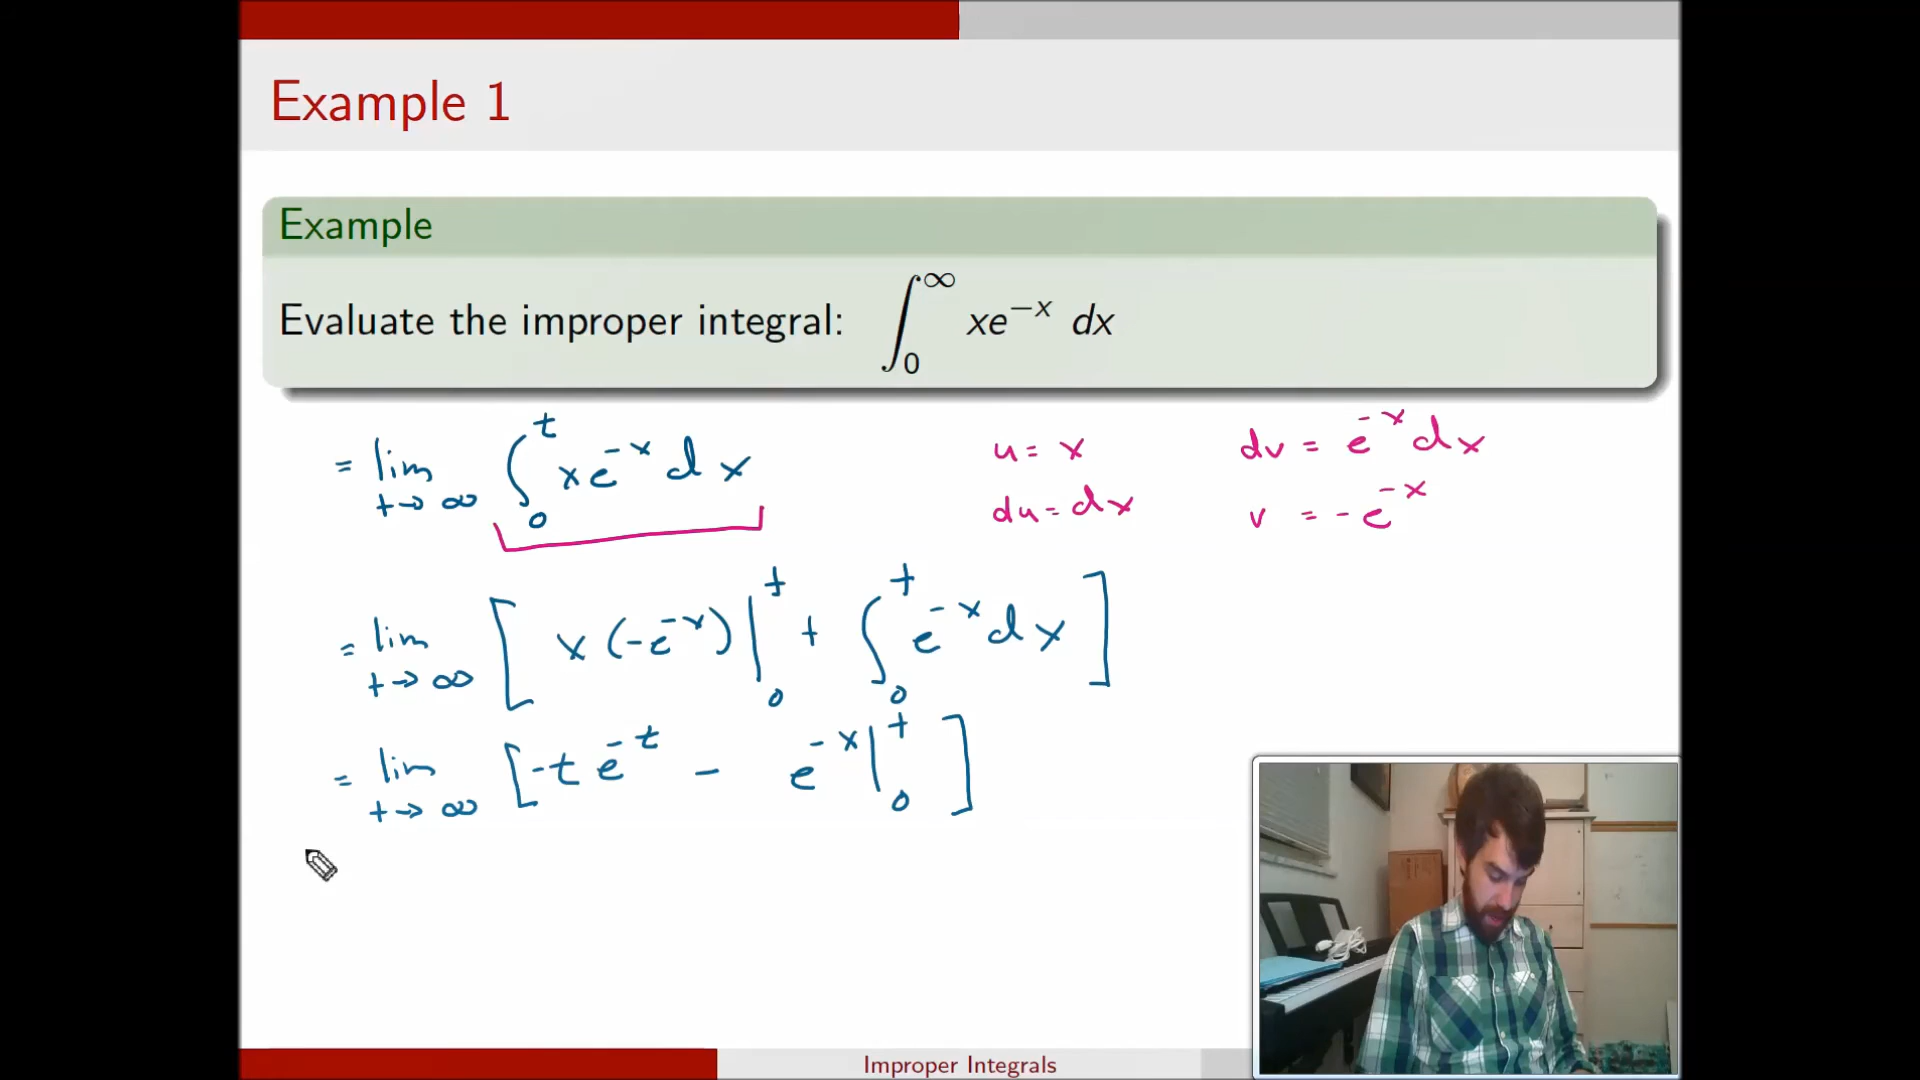 Example 1
Example
Evaluate the improper integral: ∫₀^∞ xe^{−x} dx
= lim_{t→∞} ∫₀^t xe^{-x} dx
u = x dv = e^{-x} dx
du = dx v = -e^{-x}
= lim_{t→∞} [ x(-e^{-x}) |₀^t + ∫₀^t e^{-x} dx ]
= lim_{t→∞} [ -te^{-t} - e^{-x} |₀^t ]
Improper Integrals